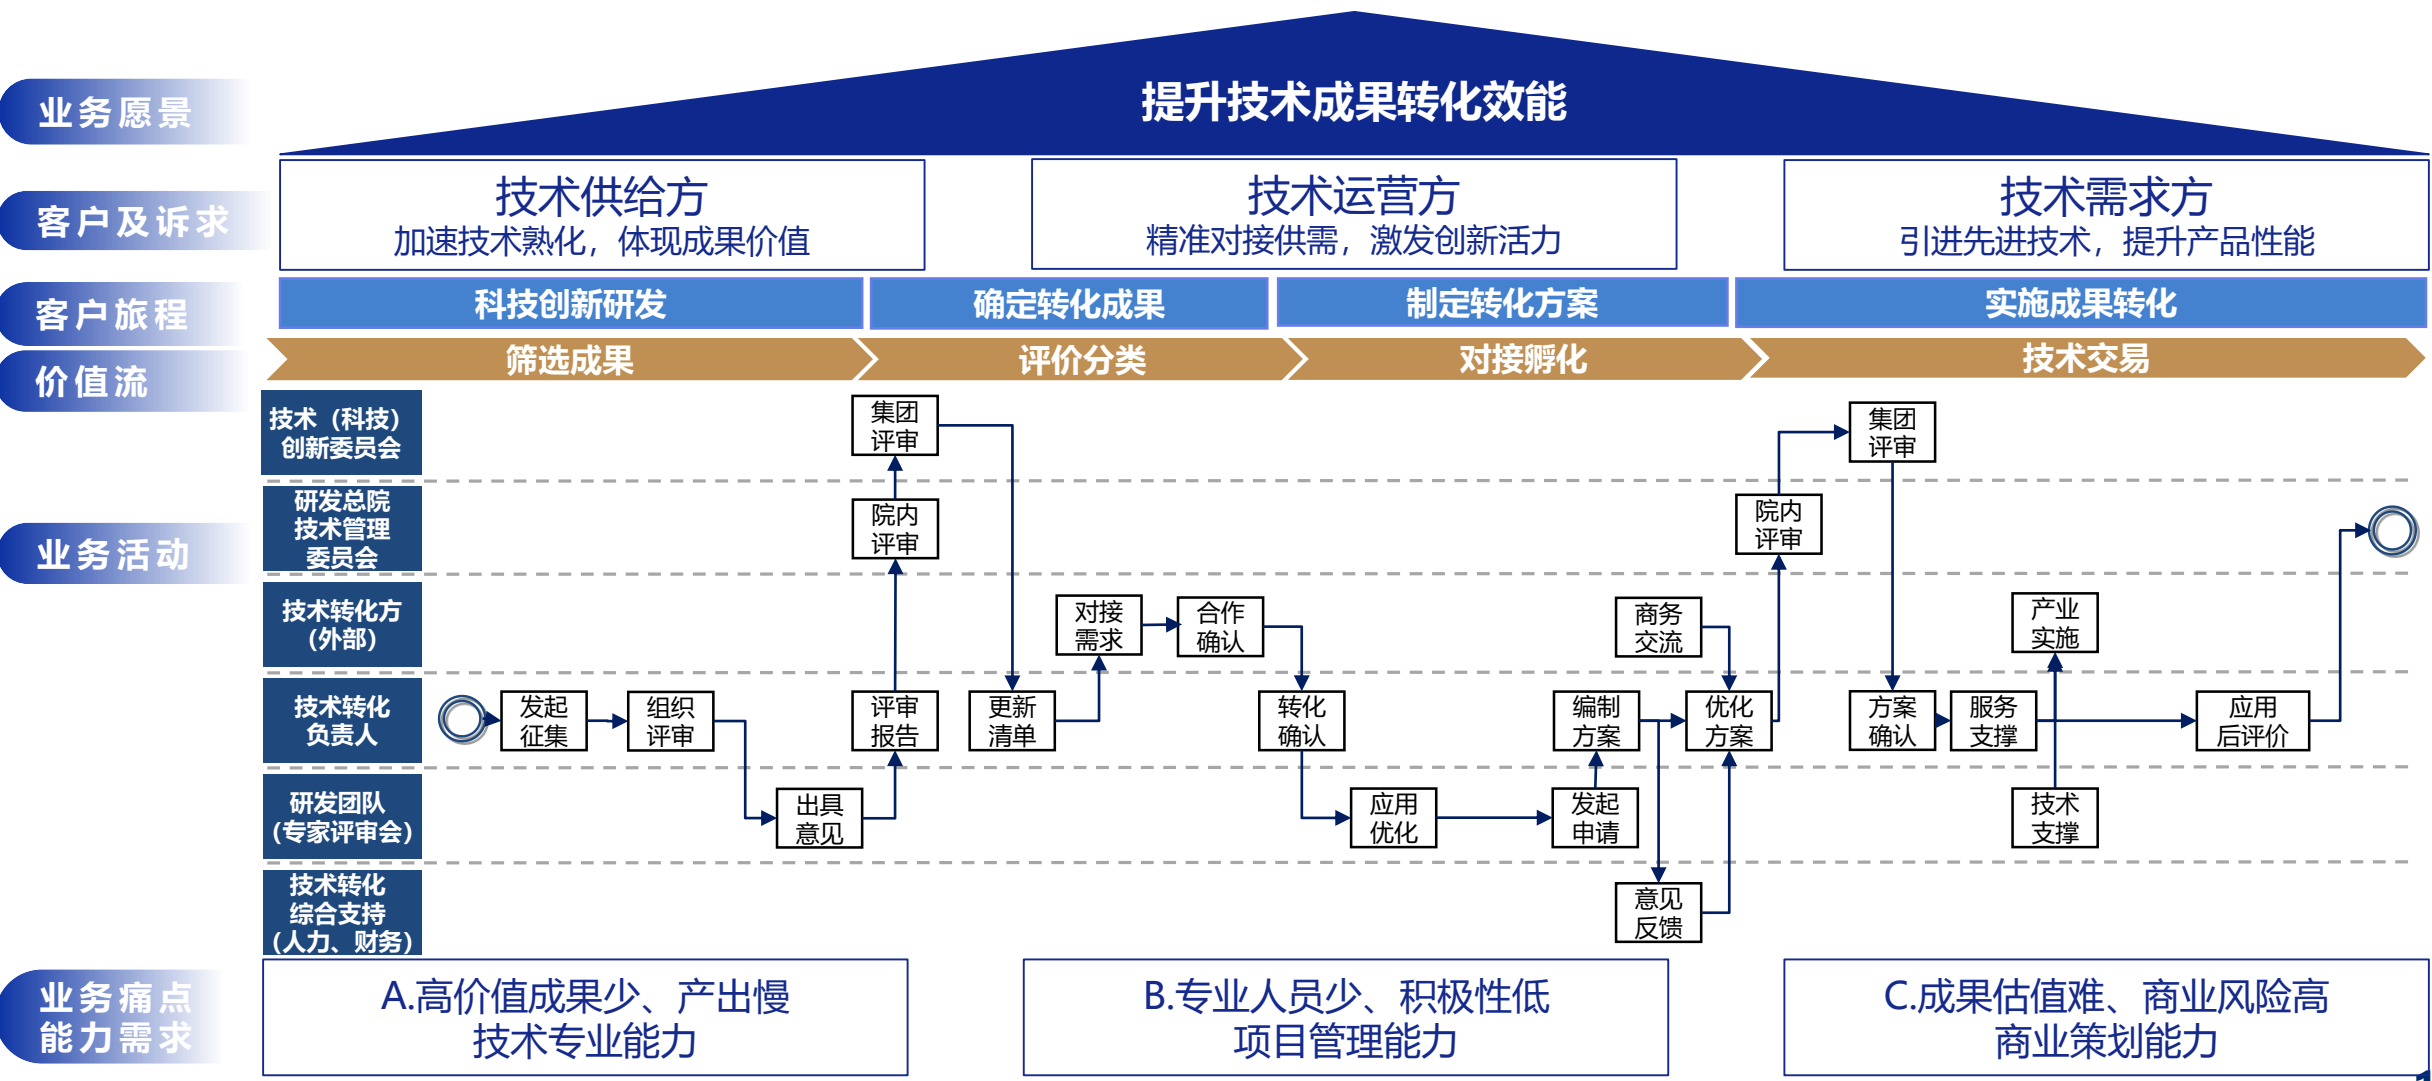 提升技术成果转化效能
业务愿景
客户及诉求
技术供给方
加速技术熟化，体现成果价值
技术运营方
精准对接供需，激发创新活力
技术需求方
引进先进技术，提升产品性能
客户旅程
科技创新研发
确定转化成果
制定转化方案
实施成果转化
价值流
筛选成果
评价分类
对接孵化
技术交易
业务活动
技术（科技）
创新委员会
集团
评审
集团
评审
研发总院
技术管理
委员会
院内
评审
院内
评审
技术转化方
（外部）
对接
需求
合作
确认
商务
交流
产业
实施
技术转化
负责人
发起
征集
组织
评审
评审
报告
更新
清单
转化
确认
编制
方案
优化
方案
方案
确认
服务
支撑
应用
后评价
研发团队
（专家评审会）
出具
意见
应用
优化
发起
申请
技术
支撑
技术转化
综合支持
（人力、财务）
意见
反馈
业务痛点
能力需求
A.高价值成果少、产出慢
技术专业能力
B.专业人员少、积极性低
项目管理能力
C.成果估值难、商业风险高
商业策划能力